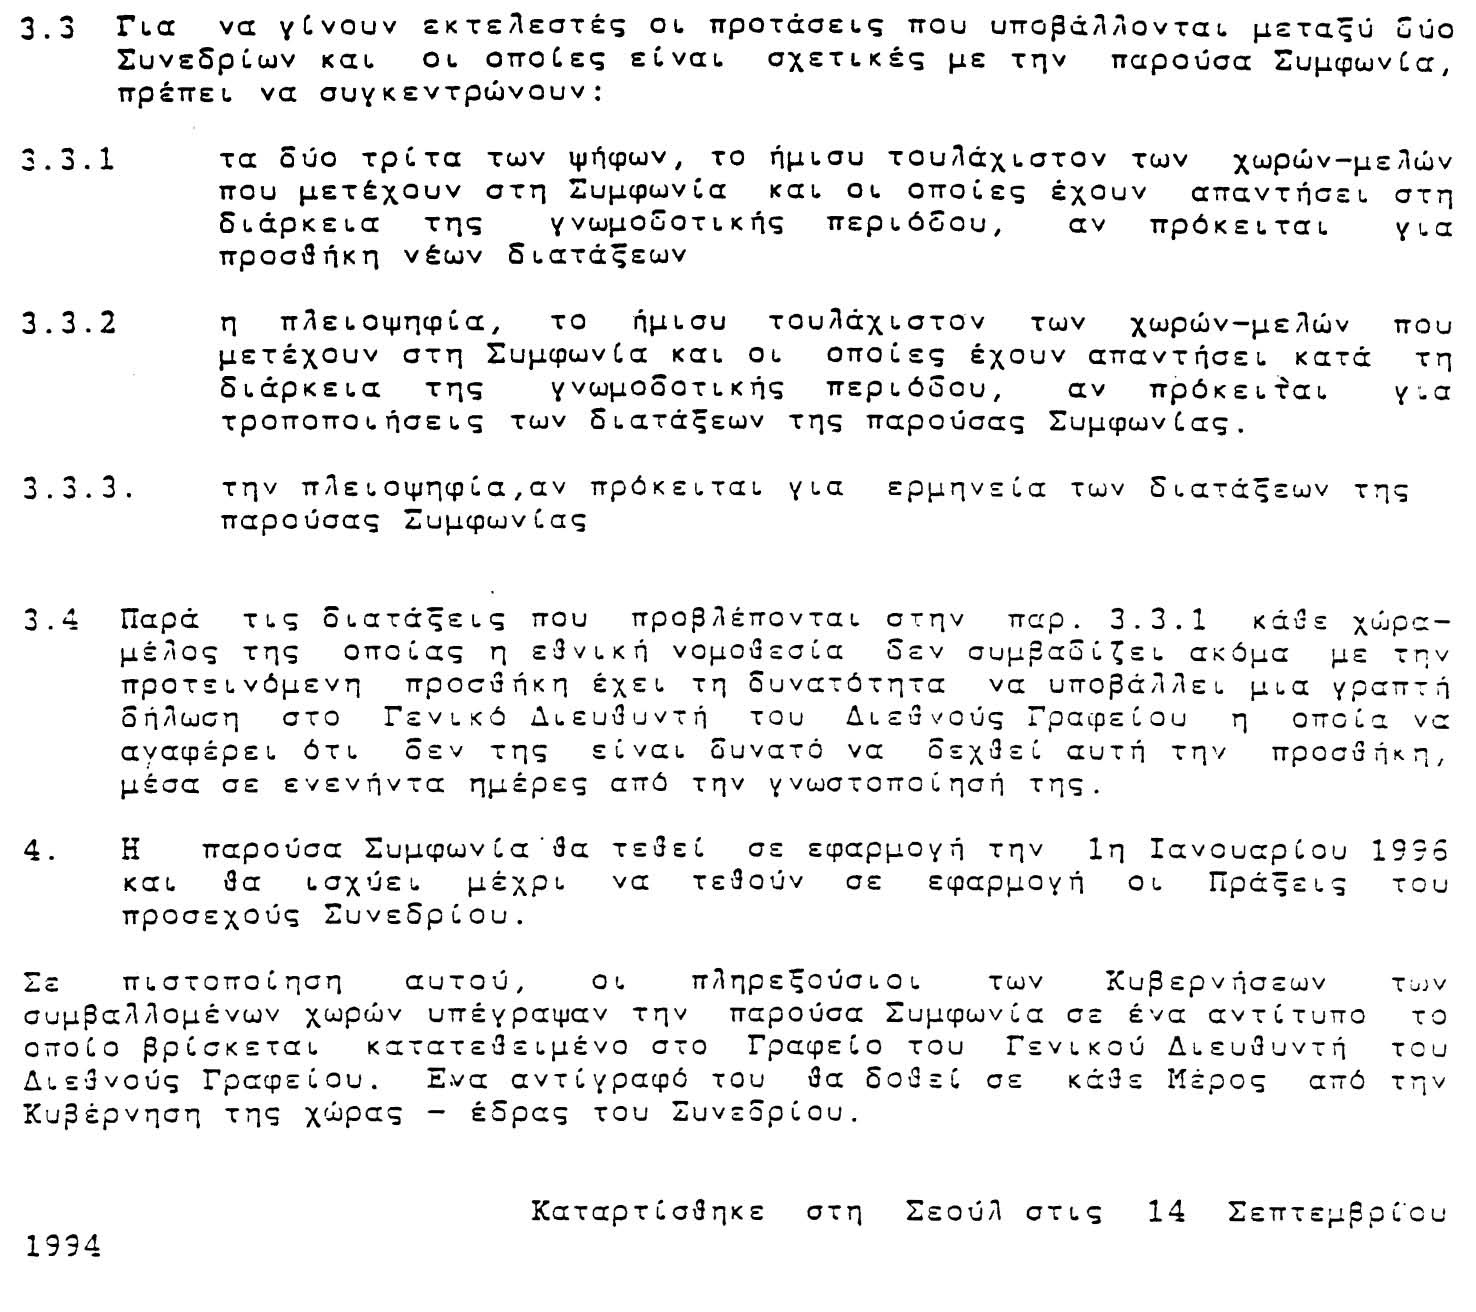 3.3 Για να γίνουν εκτελεστές οι προτάσεις που υποβάλλονται μεταξύ δύο
Συνεδρίων και οι οποίες είναι σχετικές με την παρούσα Συμφωνία,
πρέπει να συγκεντρώνουν:
3.3.1 τα δύο τρίτα των ψήφων, το ήμισυ τουλάχιστον των χωρών-μελών
που μετέχουν στη Συμφωνία και οι οποίες έχουν απαντήσει στη
διάρκεια της γνωμοδοτικής περιόδου, αν πρόκειται για
προσθήκη νέων διατάξεων
3.3.2 η πλειοψηφία, το ήμισυ τουλάχιστον των χωρών-μελών που
μετέχουν στη Συμφωνία και οι οποίες έχουν απαντήσει κατά τη
διάρκεια της γνωμοδοτικής περιόδου, αν πρόκειται για
τροποποιήσεις των διατάξεων της παρούσας Συμφωνίας.
3.3.3. την πλειοψηφία,αν πρόκειται για ερμηνεία των διατάξεων της
παρούσας Συμφωνίας
3.4 Παρά τις διατάξεις που προβλέπονται στην παρ. 3.3.1 κάθε χώρα-
μέλος της οποίας η εθνική νομοθεσία δεν συμβαδίζει ακόμα με την
προτεινόμενη προσθήκη έχει τη δυνατότητα να υποβάλλει μια γραπτή
δήλωση στο Γενικό Διευθυντή του Διεθνούς Γραφείου η οποία να
αναφέρει ότι δεν της είναι δυνατό να δεχθεί αυτή την προσθήκη,
μέσα σε ενενήντα ημέρες από την γνωστοποίησή της.
4. Η παρούσα Συμφωνία θα τεθεί σε εφαρμογή την 1η Ιανουαρίου 1996
και θα ισχύει μέχρι να τεθούν σε εφαρμογή οι Πράξεις του
προσεχούς Συνεδρίου.
Σε πιστοποίηση αυτού, οι πληρεξούσιοι των Κυβερνήσεων των
συμβαλλομένων χωρών υπέγραψαν την παρούσα Συμφωνία σε ένα αντίτυπο το
οποίο βρίσκεται κατατεθειμένο στο Γραφείο του Γενικού Διευθυντή του
Διεθνούς Γραφείου. Ενα αντίγραφό του θα δοθεί σε κάθε Μέρος από την
Κυβέρνηση της χώρας - έδρας του Συνεδρίου.
Καταρτίσθηκε στη Σεούλ στις 14 Σεπτεμβρίου
1994